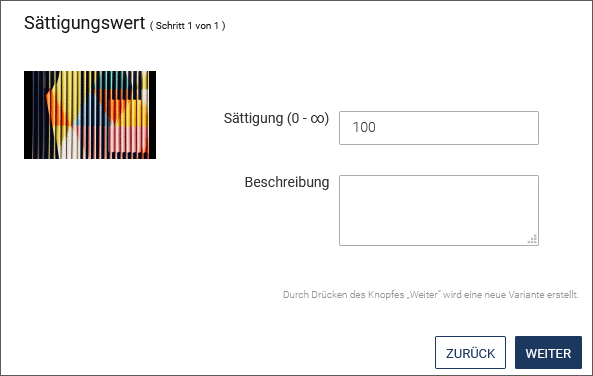 Sättigungswert ( Schritt 1 von 1 )
Sättigung (0 - ∞)
100
Beschreibung
Durch Drücken des Knopfes „Weiter" wird eine neue Variante erstellt.
ZURÜCK
WEITER